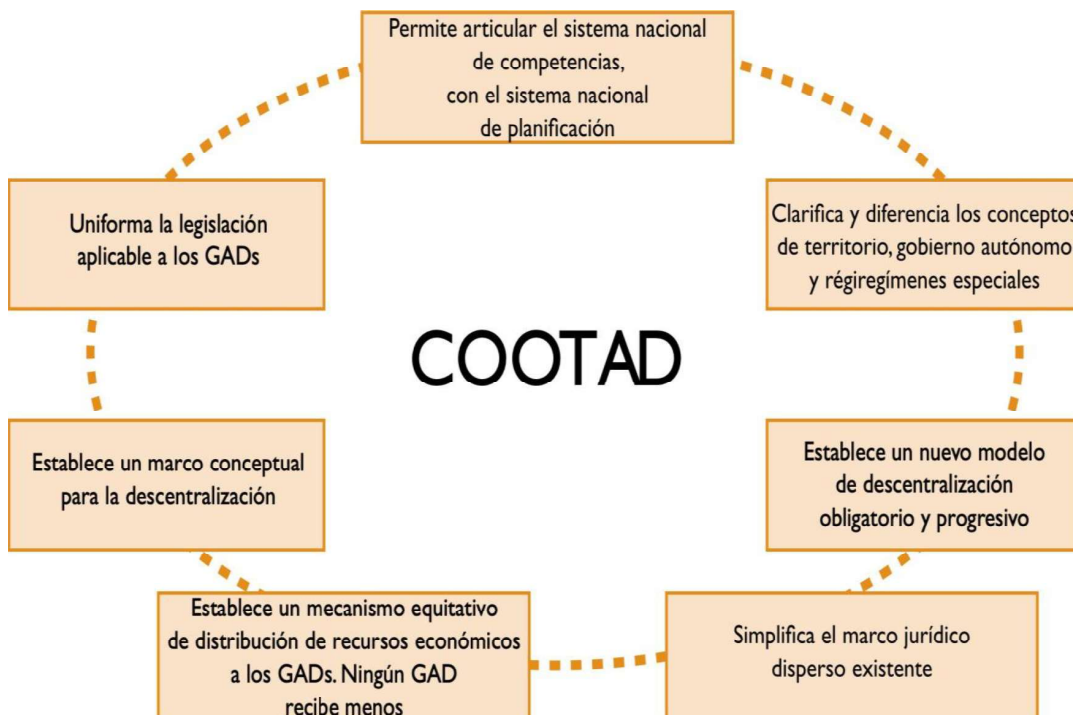 Permite articular el sistema nacional
de competencias,
con el sistema nacional
de planificación
Uniforma la legislación
aplicable a los GADs
Clarifica y diferencia los conceptos
de territorio, gobierno autónomo
y régiregímenes especiales
COOTAD
Establece un marco conceptual
para la descentralización
Establece un nuevo modelo
de descentralización
obligatorio y progresivo
Establece un mecanismo equitativo
de distribución de recursos económicos
a los GADs. Ningún GAD
recibe menos
Simplifica el marco jurídico
disperso existente